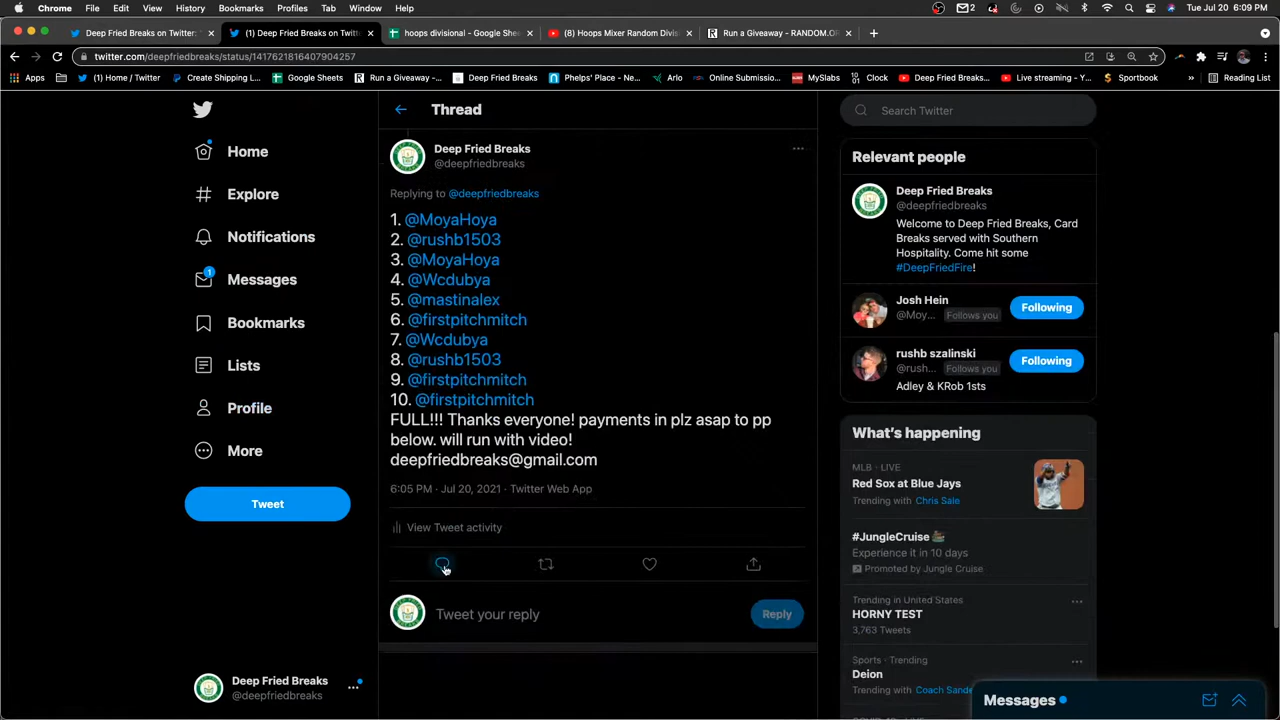 Chrome File Edit View History Bookmarks Profiles Tab Window Help
2
Tue Jul 20 6:09 PM
Deep Fried Breaks on Twitter: ×
(1) Deep Fried Breaks on Twitt ×
hoops divisional - Google She ×
(8) Hoops Mixer Random Divis ×
Run a Giveaway - RANDOM.OR ×
twitter.com/deepfriedbreaks/status/1417621816407904257
Apps
(1) Home / Twitter
Create Shipping L...
Google Sheets
Run a Giveaway -...
Deep Fried Breaks
Phelps' Place - Ne...
Arlo
Online Submissio...
MySlabs
Clock
Deep Fried Breaks...
Live streaming - Y...
Sportbook
»
Reading List
Home
Explore
Notifications
1
Messages
Bookmarks
Lists
Profile
More
Tweet
Deep Fried Breaks
@deepfriedbreaks
Thread
Deep Fried Breaks
@deepfriedbreaks
Replying to @deepfriedbreaks
1. @MoyaHoya
2. @rushb1503
3. @MoyaHoya
4. @Wcdubya
5. @mastinalex
6. @firstpitchmitch
7. @Wcdubya
8. @rushb1503
9. @firstpitchmitch
10. @firstpitchmitch
FULL!!! Thanks everyone! payments in plz asap to pp
below. will run with video!
deepfriedbreaks@gmail.com
6:05 PM · Jul 20, 2021 · Twitter Web App
View Tweet activity
Tweet your reply
Reply
Search Twitter
Relevant people
Deep Fried Breaks
@deepfriedbreaks
Welcome to Deep Fried Breaks, Card
Breaks served with Southern
Hospitality. Come hit some
#DeepFriedFire!
Josh Hein
@Moy... Follows you
Following
rushb szalinski
@rush... Follows you
Following
Adley & KRob 1sts
What's happening
MLB · LIVE
Red Sox at Blue Jays
Trending with Chris Sale
#JungleCruise
Experience it in 10 days
Promoted by Jungle Cruise
Trending in United States
HORNY TEST
3,763 Tweets
Sports · Trending
Deion
Trending with Coach Sande
Messages